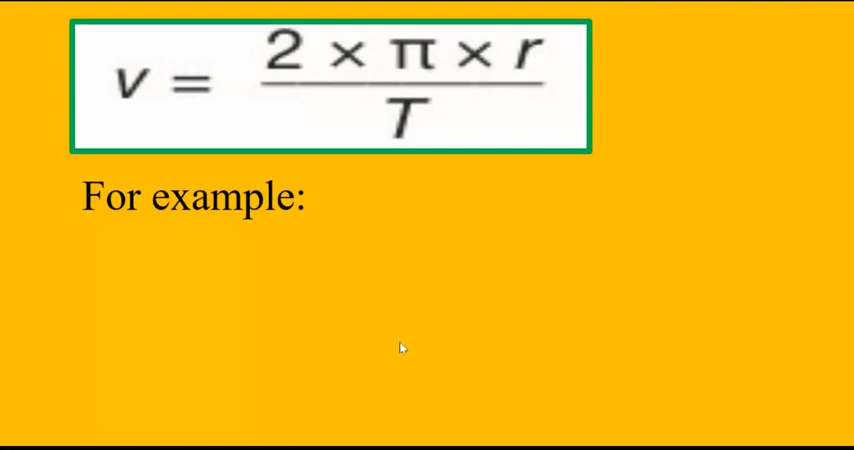 v = 2 × π × r / T
For example: